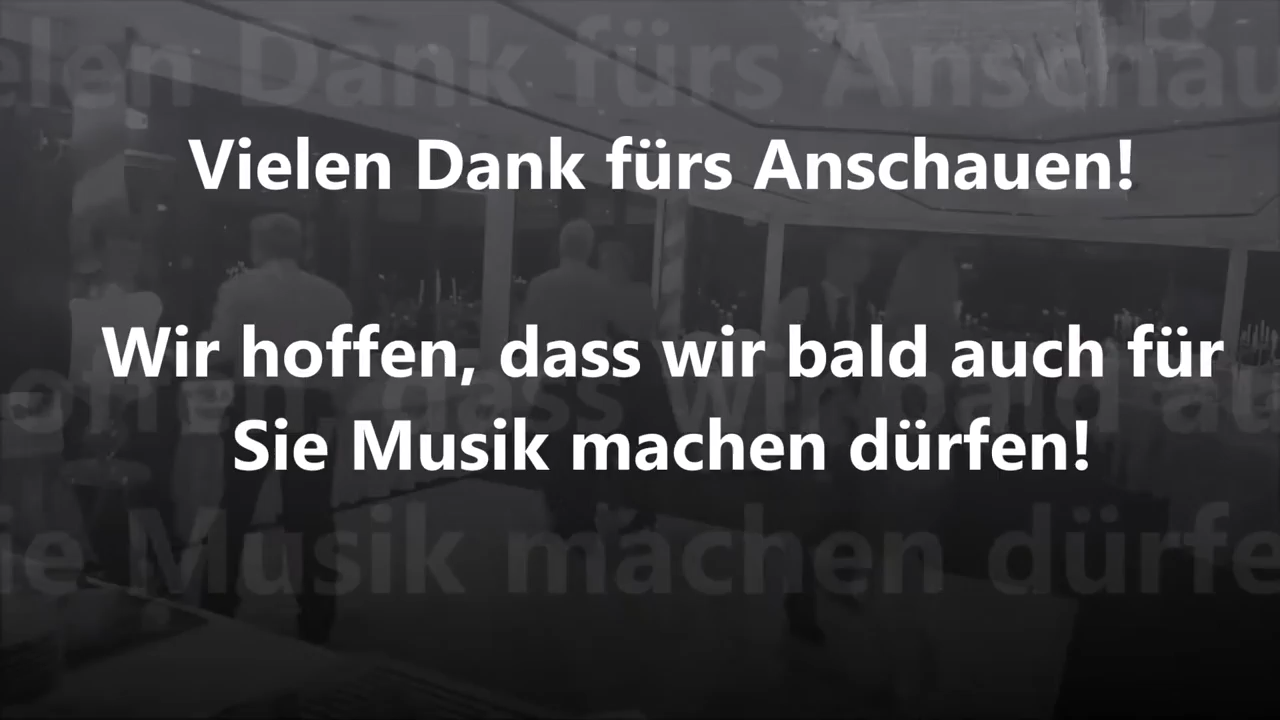 Vielen Dank fürs Anschauen!
Wir hoffen, dass wir bald auch für
Sie Musik machen dürfen!